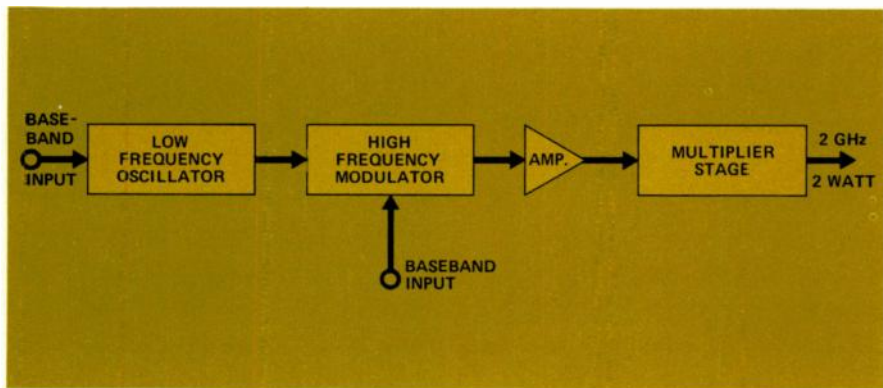 BASE-
BAND
INPUT
LOW
FREQUENCY
OSCILLATOR
HIGH
FREQUENCY
MODULATOR
AMP.
MULTIPLIER
STAGE
2 GHz
2 WATT
BASEBAND
INPUT